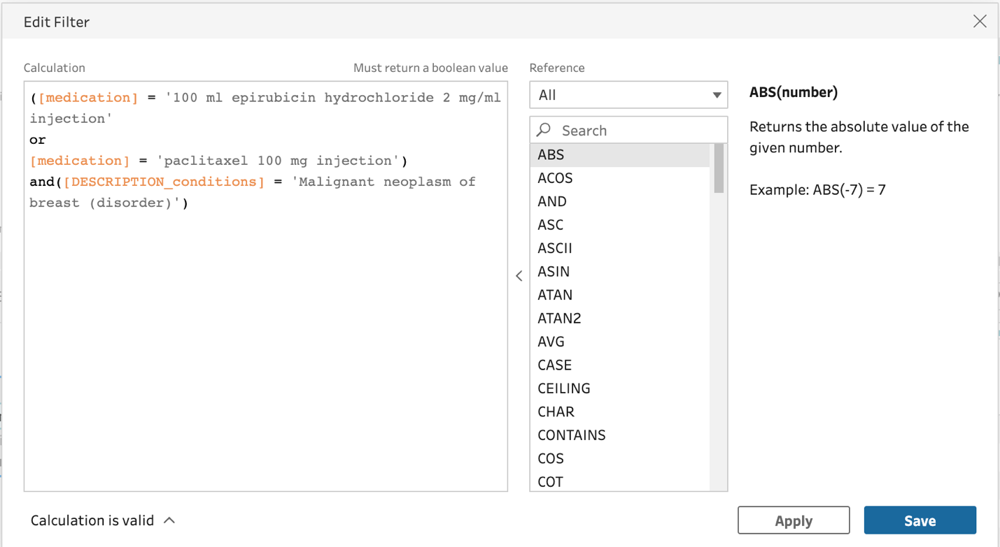 Edit Filter
Calculation
Must return a boolean value
Reference
([medication] = '100 ml epirubicin hydrochloride 2 mg/ml
injection'
or
[medication] = 'paclitaxel 100 mg injection')
and([DESCRIPTION_conditions] = 'Malignant neoplasm of
breast (disorder)')
All
Search
ABS
ACOS
AND
ASC
ASCII
ASIN
ATAN
ATAN2
AVG
CASE
CEILING
CHAR
CONTAINS
COS
COT
ABS(number)
Returns the absolute value of the
given number.
Example: ABS(-7) = 7
Calculation is valid
Apply
Save